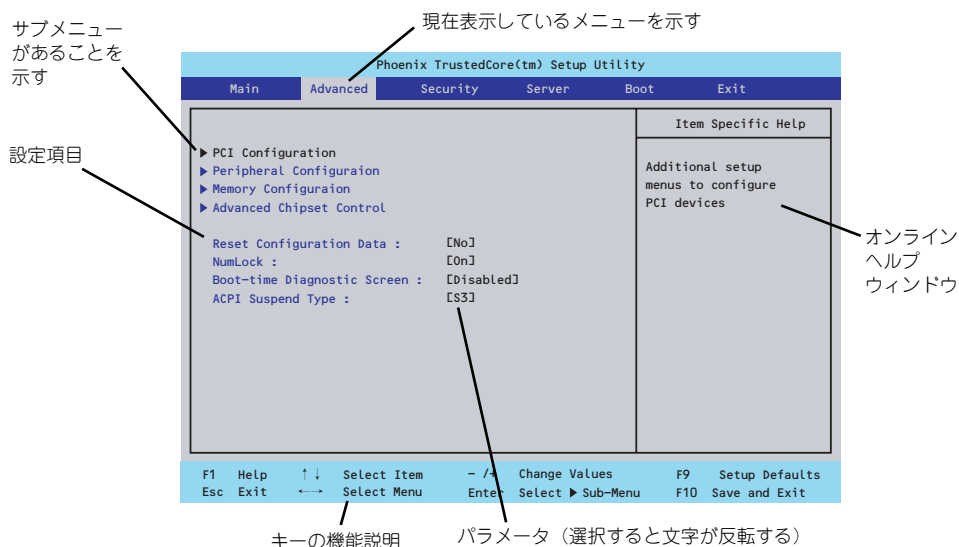 現在表示しているメニューを示す
サブメニュー
があることを
示す
Phoenix TrustedCore(tm) Setup Utility
Main Advanced Security Server Boot Exit
Item Specific Help
設定項目
▶ PCI Configuration
▶ Peripheral Configuraion
▶ Memory Configuraion
▶ Advanced Chipset Control
Additional setup
menus to configure
PCI devices
Reset Configuration Data : [No]
NumLock : [On]
Boot-time Diagnostic Screen : [Disabled]
ACPI Suspend Type : [S3]
オンライン
ヘルプ
ウィンドウ
F1 Help ↑↓ Select Item - /+ Change Values F9 Setup Defaults
Esc Exit ←→ Select Menu Enter Select ▶ Sub-Menu F10 Save and Exit
キーの機能説明
パラメータ（選択すると文字が反転する）